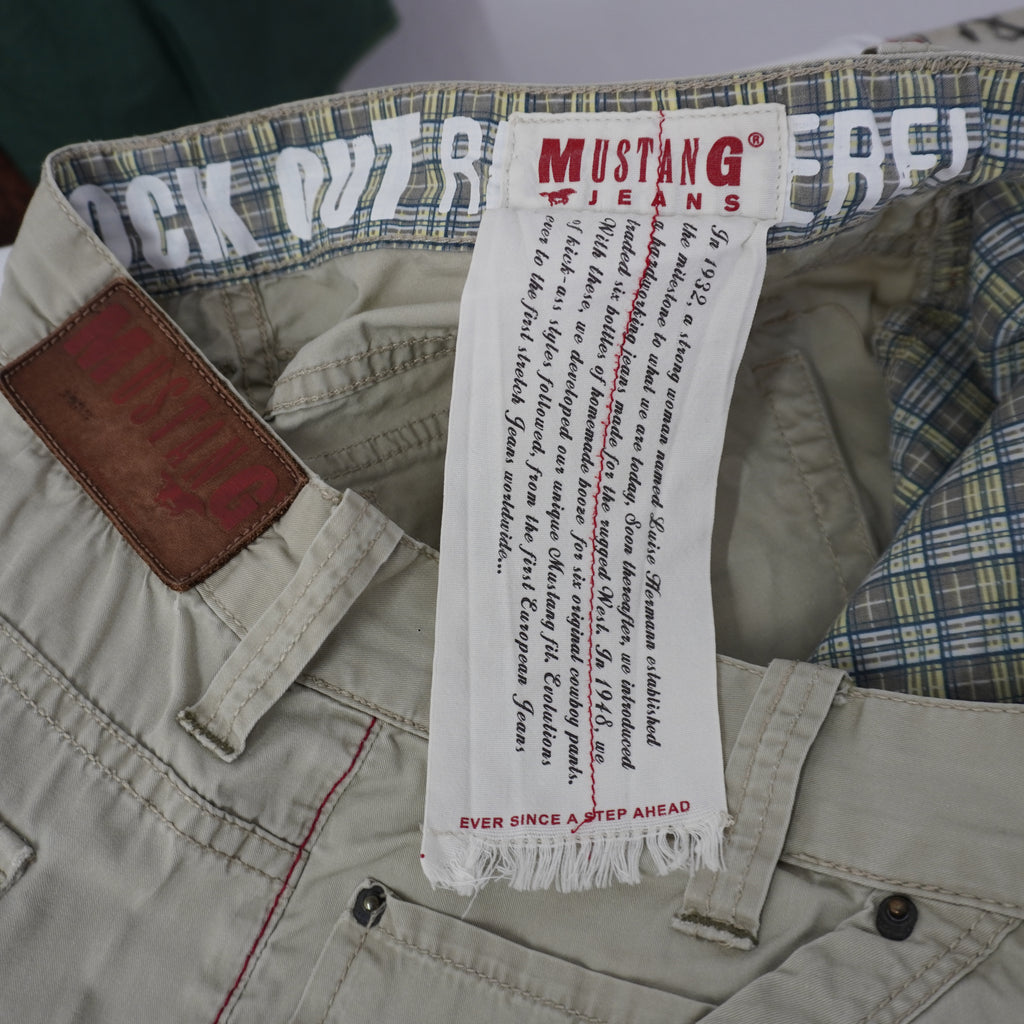 OCK OUT R
ERFJ
MUSTANG®
JEANS
In 1932, a strong woman named Luise Hermann established
the milestone to what we are today, Soon thereafter, we introduced
a hardworking jeans made for the rugged West. In 1948, we
traded six bottles of homemade booze for six original cowboy pants.
With these, we developed our unique Mustang fit. Evolutions
of kick-ass styles followed, from the first European Jeans
ever to the first stretch Jeans worldwide...
EVER SINCE A STEP AHEAD
MUSTANG